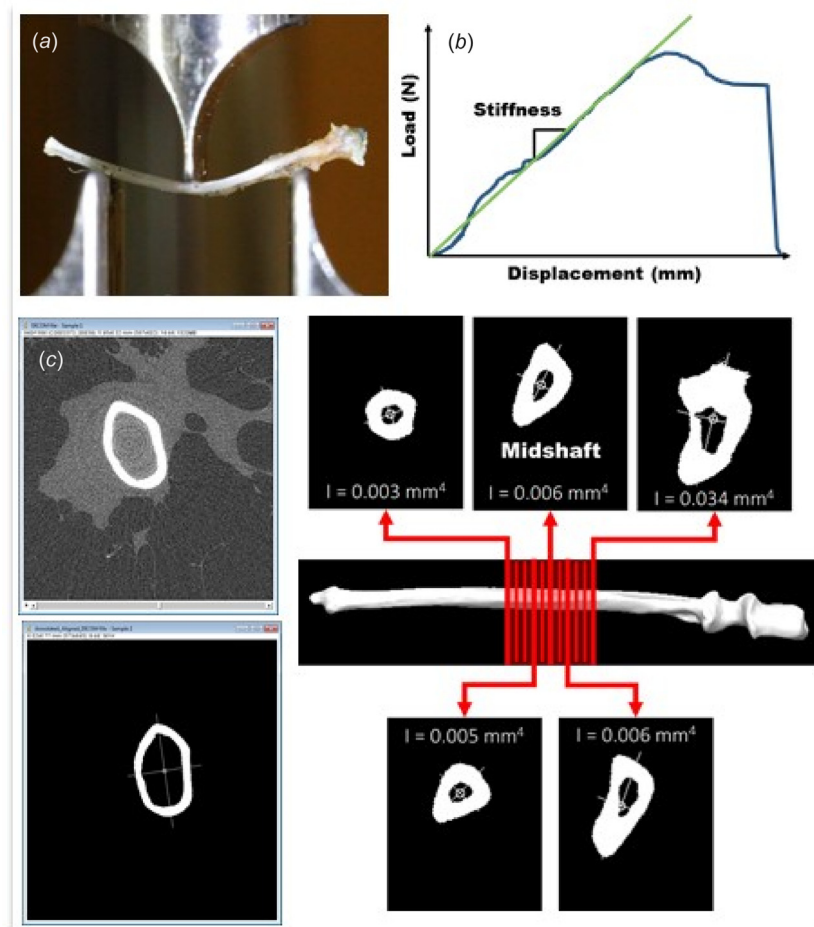 (a)
(b)
Load (N)
Stiffness
Displacement (mm)
(c)
Midshaft
I = 0.003 mm⁴
I = 0.006 mm⁴
I = 0.034 mm⁴
I = 0.005 mm⁴
I = 0.006 mm⁴